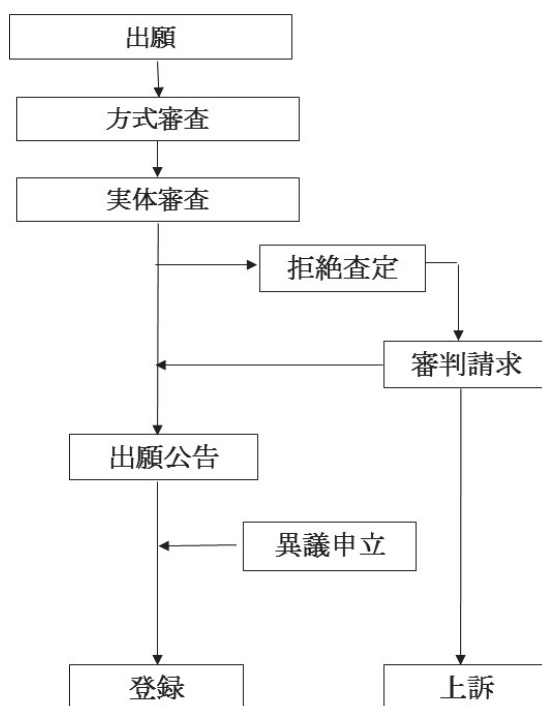 出願
方式審査
実体審査
拒絶査定
審判請求
出願公告
異議申立
登録
上訴